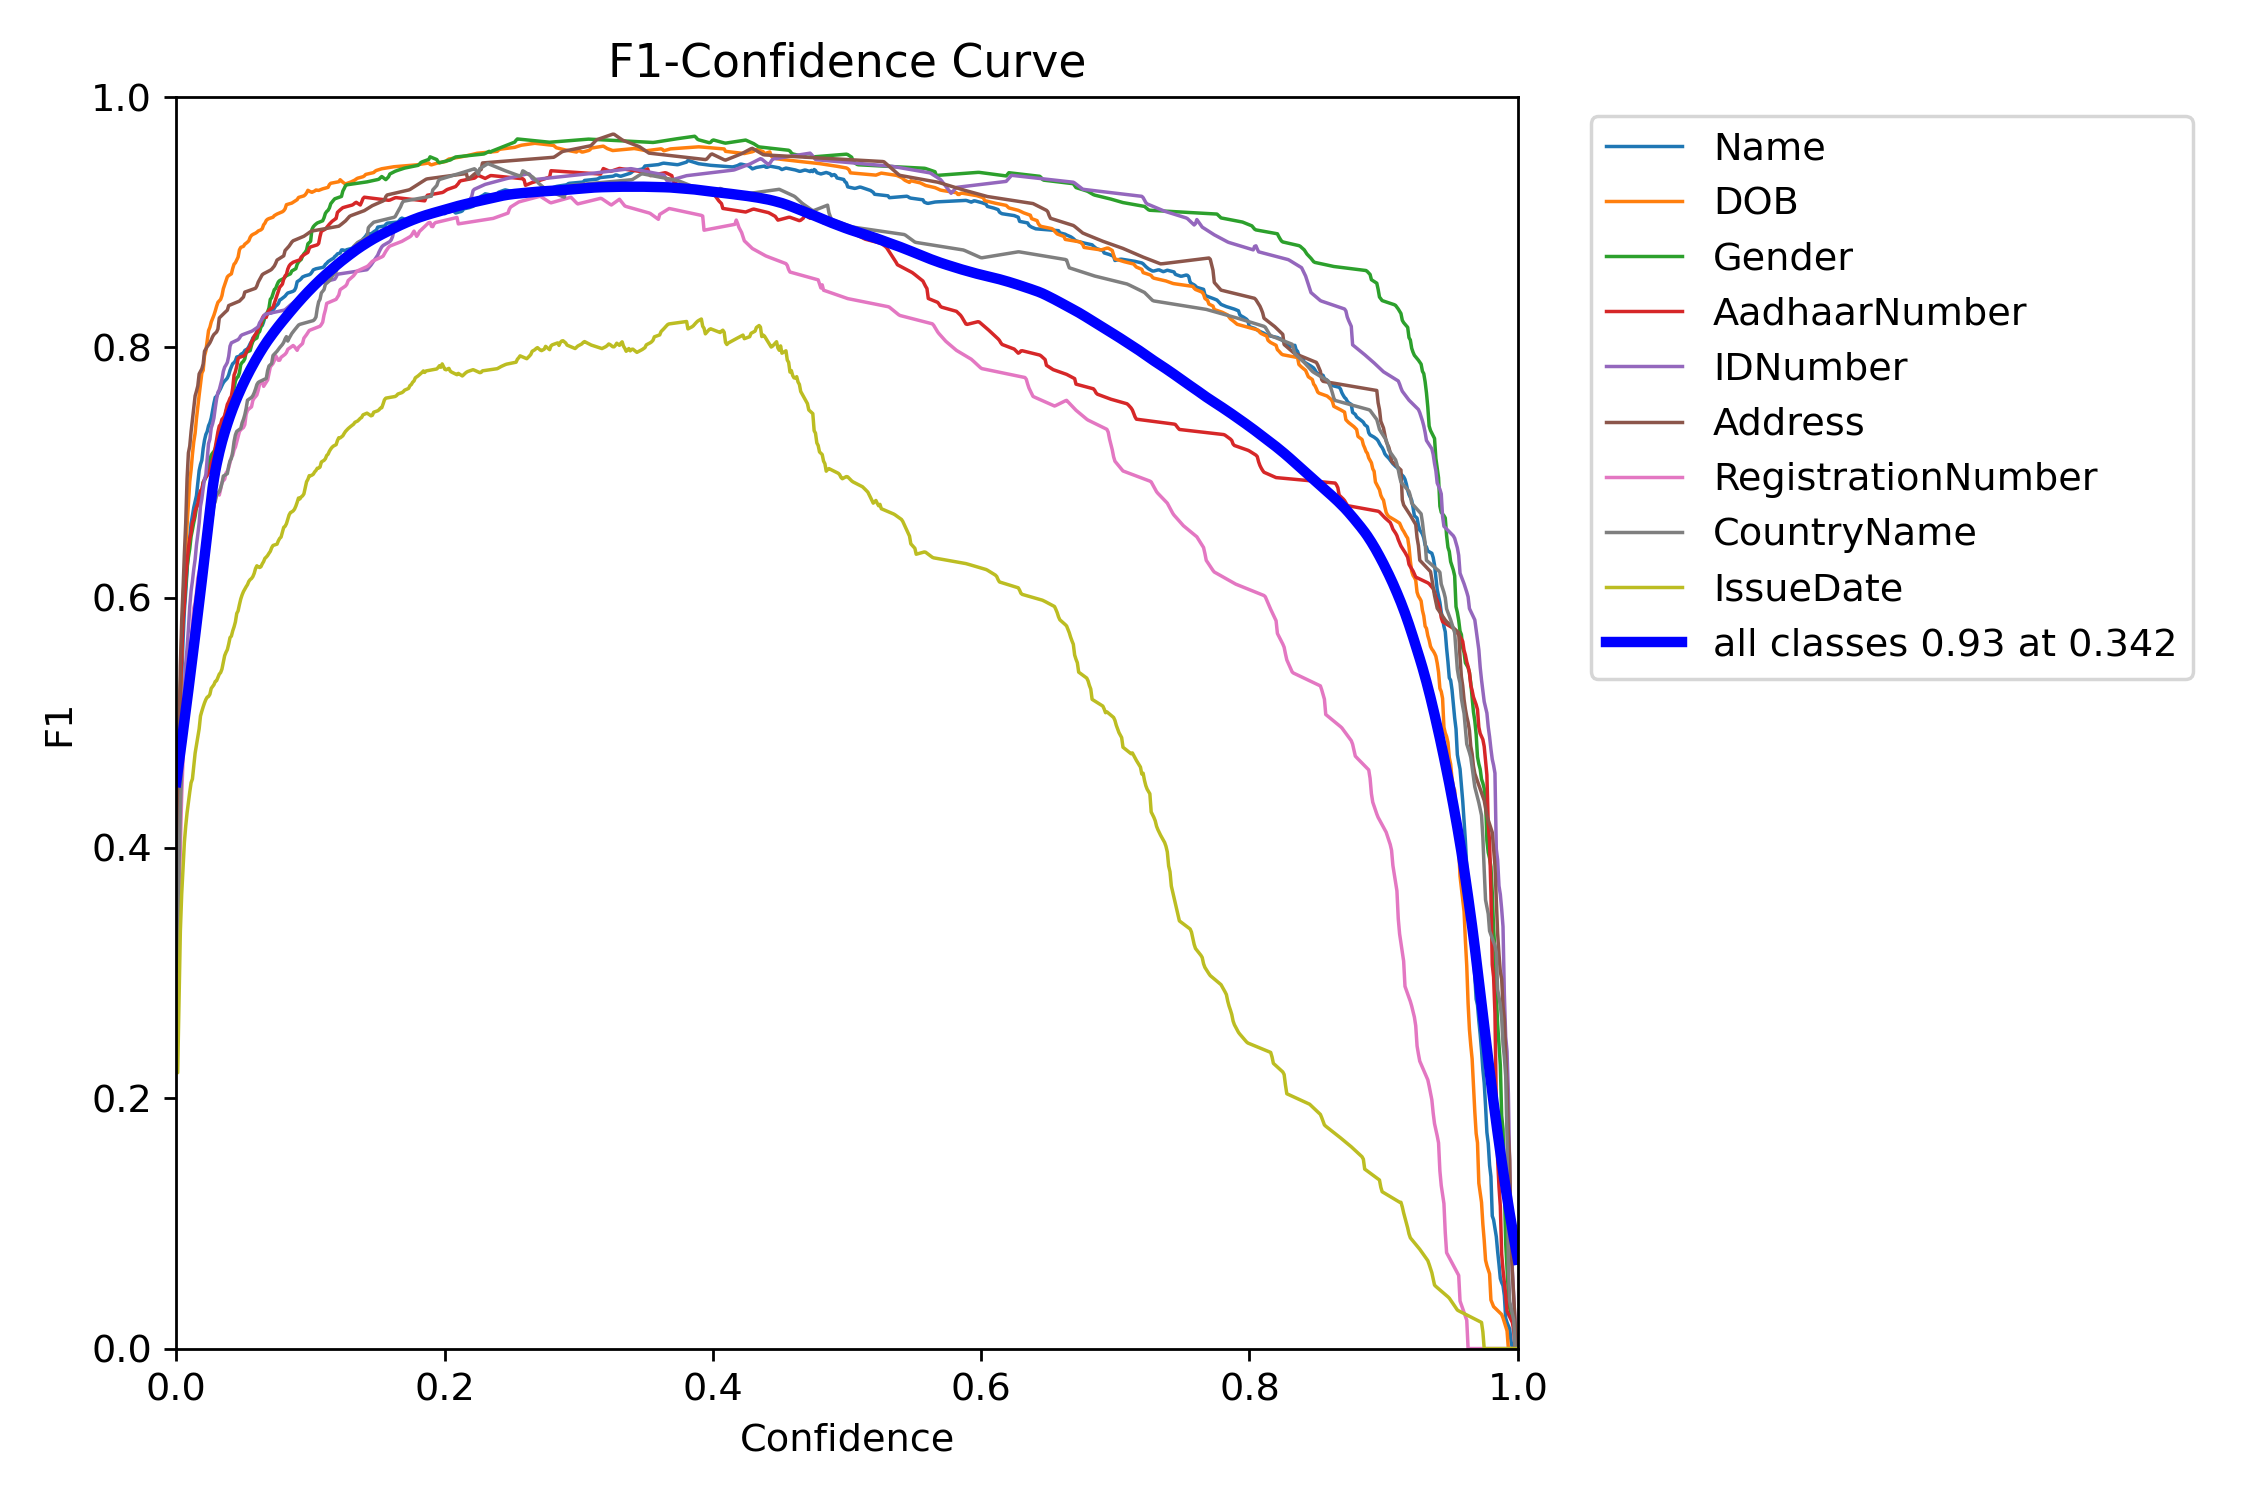 F1-Confidence Curve
1.0
0.8
0.6
0.4
0.2
0.0
F1
0.0 0.2 0.4 0.6 0.8 1.0
Confidence
Name
DOB
Gender
AadhaarNumber
IDNumber
Address
RegistrationNumber
CountryName
IssueDate
all classes 0.93 at 0.342